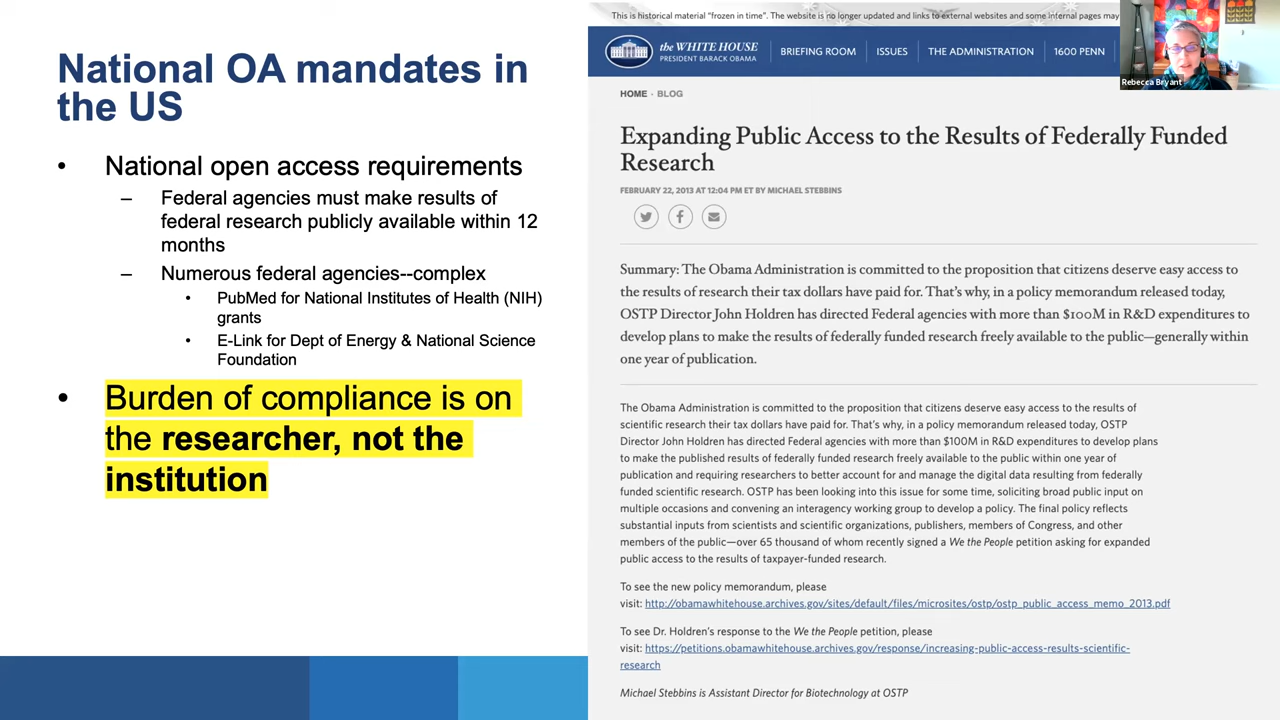 National OA mandates in
the US
• National open access requirements
– Federal agencies must make results of
federal research publicly available within 12
months
– Numerous federal agencies--complex
• PubMed for National Institutes of Health (NIH)
grants
• E-Link for Dept of Energy & National Science
Foundation
• Burden of compliance is on
the researcher, not the
institution
This is historical material "frozen in time". The website is no longer updated and links to external websites and some internal pages may
the WHITE HOUSE
PRESIDENT BARACK OBAMA
BRIEFING ROOM ISSUES THE ADMINISTRATION 1600 PENN
Rebecca Bryant
HOME · BLOG
Expanding Public Access to the Results of Federally Funded
Research
FEBRUARY 22, 2013 AT 12:04 PM ET BY MICHAEL STEBBINS
Summary: The Obama Administration is committed to the proposition that citizens deserve easy access to
the results of research their tax dollars have paid for. That's why, in a policy memorandum released today,
OSTP Director John Holdren has directed Federal agencies with more than $100M in R&D expenditures to
develop plans to make the results of federally funded research freely available to the public—generally within
one year of publication.
The Obama Administration is committed to the proposition that citizens deserve easy access to the results of
scientific research their tax dollars have paid for. That's why, in a policy memorandum released today, OSTP
Director John Holdren has directed Federal agencies with more than $100M in R&D expenditures to develop plans
to make the published results of federally funded research freely available to the public within one year of
publication and requiring researchers to better account for and manage the digital data resulting from federally
funded scientific research. OSTP has been looking into this issue for some time, soliciting broad public input on
multiple occasions and convening an interagency working group to develop a policy. The final policy reflects
substantial inputs from scientists and scientific organizations, publishers, members of Congress, and other
members of the public—over 65 thousand of whom recently signed a We the People petition asking for expanded
public access to the results of taxpayer-funded research.
To see the new policy memorandum, please
visit: http://obamawhitehouse.archives.gov/sites/default/files/microsites/ostp/ostp_public_access_memo_2013.pdf
To see Dr. Holdren's response to the We the People petition, please
visit: https://petitions.obamawhitehouse.archives.gov/response/increasing-public-access-results-scientific-
research
Michael Stebbins is Assistant Director for Biotechnology at OSTP